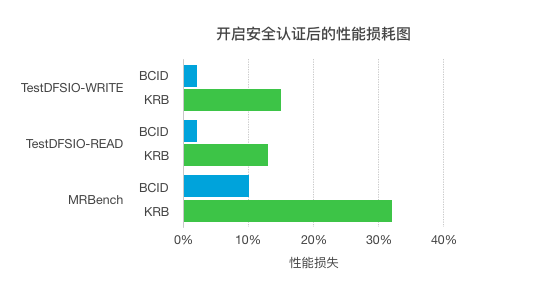 开启安全认证后的性能损耗图
TestDFSIO-WRITE
BCID
KRB
TestDFSIO-READ
BCID
KRB
MRBench
BCID
KRB
0% 10% 20% 30% 40%
性能损失